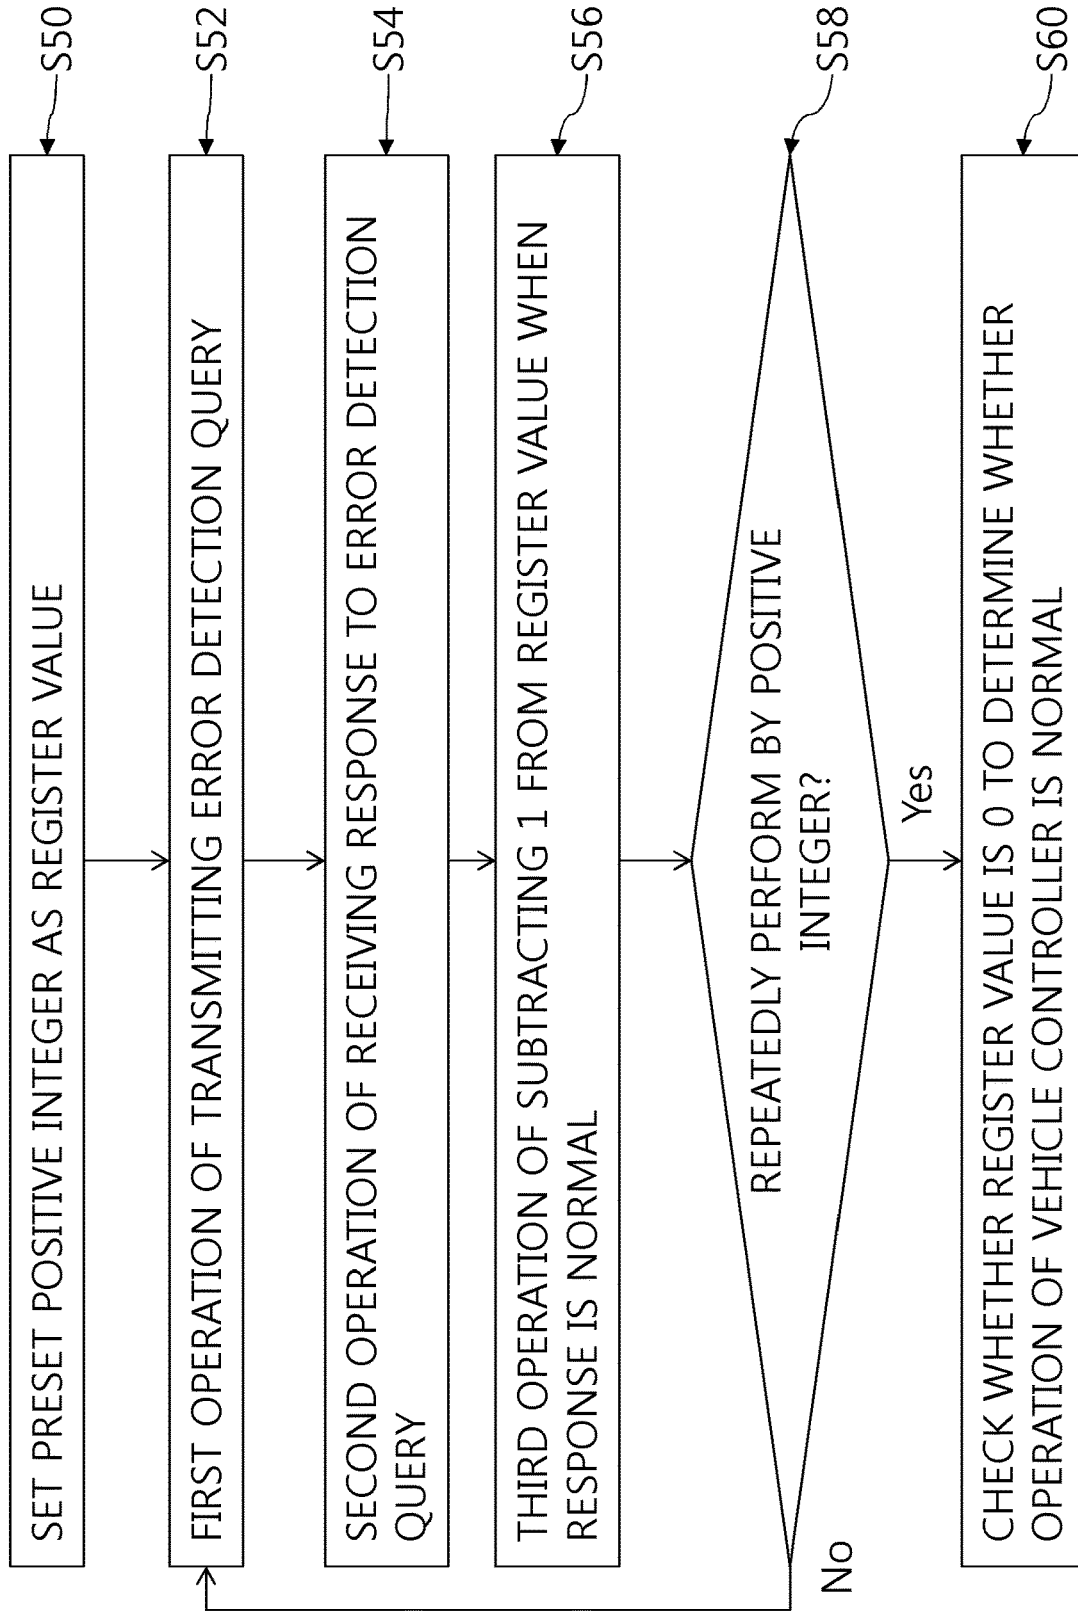 SET PRESET POSITIVE INTEGER AS REGISTER VALUE
S50
FIRST OPERATION OF TRANSMITTING ERROR DETECTION QUERY
S52
SECOND OPERATION OF RECEIVING RESPONSE TO ERROR DETECTION
QUERY
S54
THIRD OPERATION OF SUBTRACTING 1 FROM REGISTER VALUE WHEN
RESPONSE IS NORMAL
S56
REPEATEDLY PERFORM BY POSITIVE
INTEGER?
S58
No
Yes
CHECK WHETHER REGISTER VALUE IS 0 TO DETERMINE WHETHER
OPERATION OF VEHICLE CONTROLLER IS NORMAL
S60